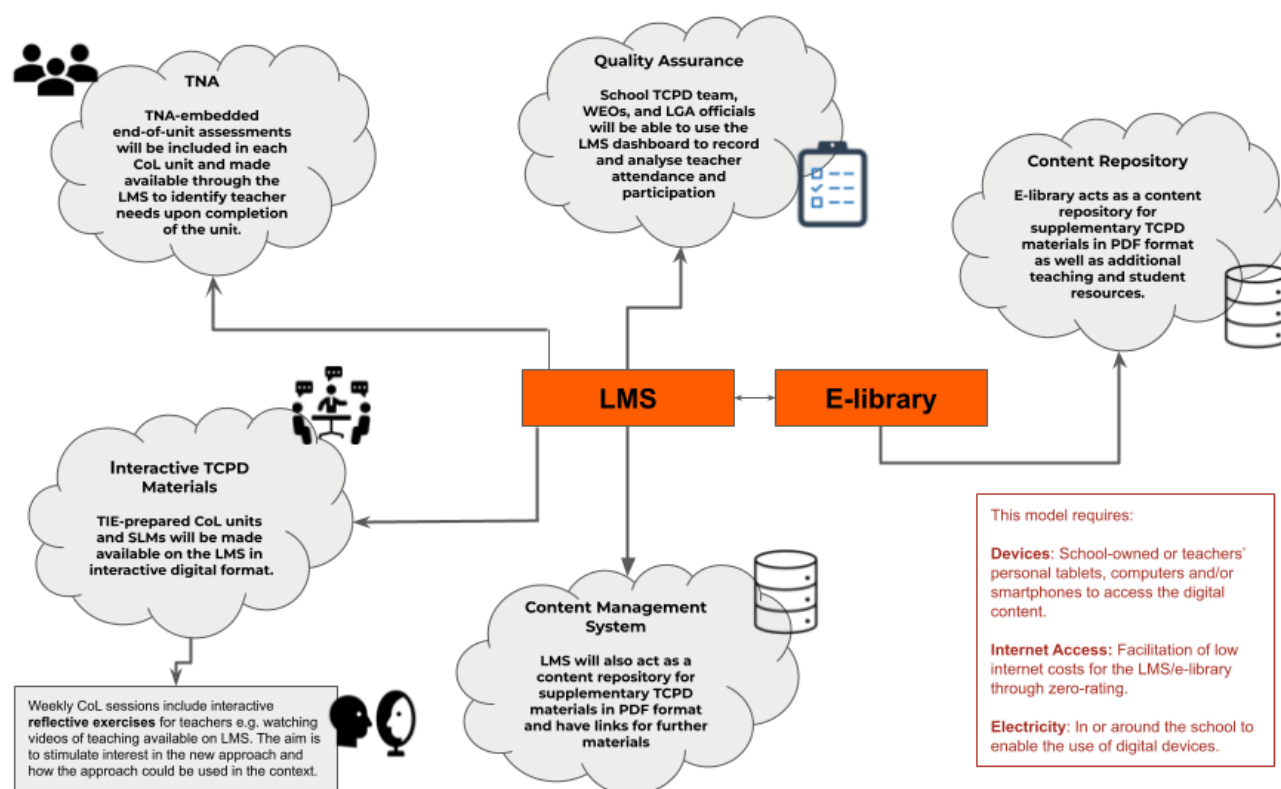 TNA
TNA-embedded
end-of-unit assessments
will be included in each
CoL unit and made
available through the
LMS to identify teacher
needs upon completion
of the unit.
Quality Assurance
School TCPD team,
WEOs, and LGA officials
will be able to use the
LMS dashboard to record
and analyse teacher
attendance and
participation
Content Repository
E-library acts as a content
repository for
supplementary TCPD
materials in PDF format
as well as additional
teaching and student
resources.
LMS
E-library
Interactive TCPD
Materials
TIE-prepared CoL units
and SLMs will be made
available on the LMS in
interactive digital format.
Content Management
System
LMS will also act as a
content repository for
supplementary TCPD
materials in PDF format
and have links for further
materials
Weekly CoL sessions include interactive
reflective exercises for teachers e.g. watching
videos of teaching available on LMS. The aim is
to stimulate interest in the new approach and
how the approach could be used in the context.
This model requires:
Devices: School-owned or teachers'
personal tablets, computers and/or
smartphones to access the digital
content.
Internet Access: Facilitation of low
internet costs for the LMS/e-library
through zero-rating.
Electricity: In or around the school to
enable the use of digital devices.